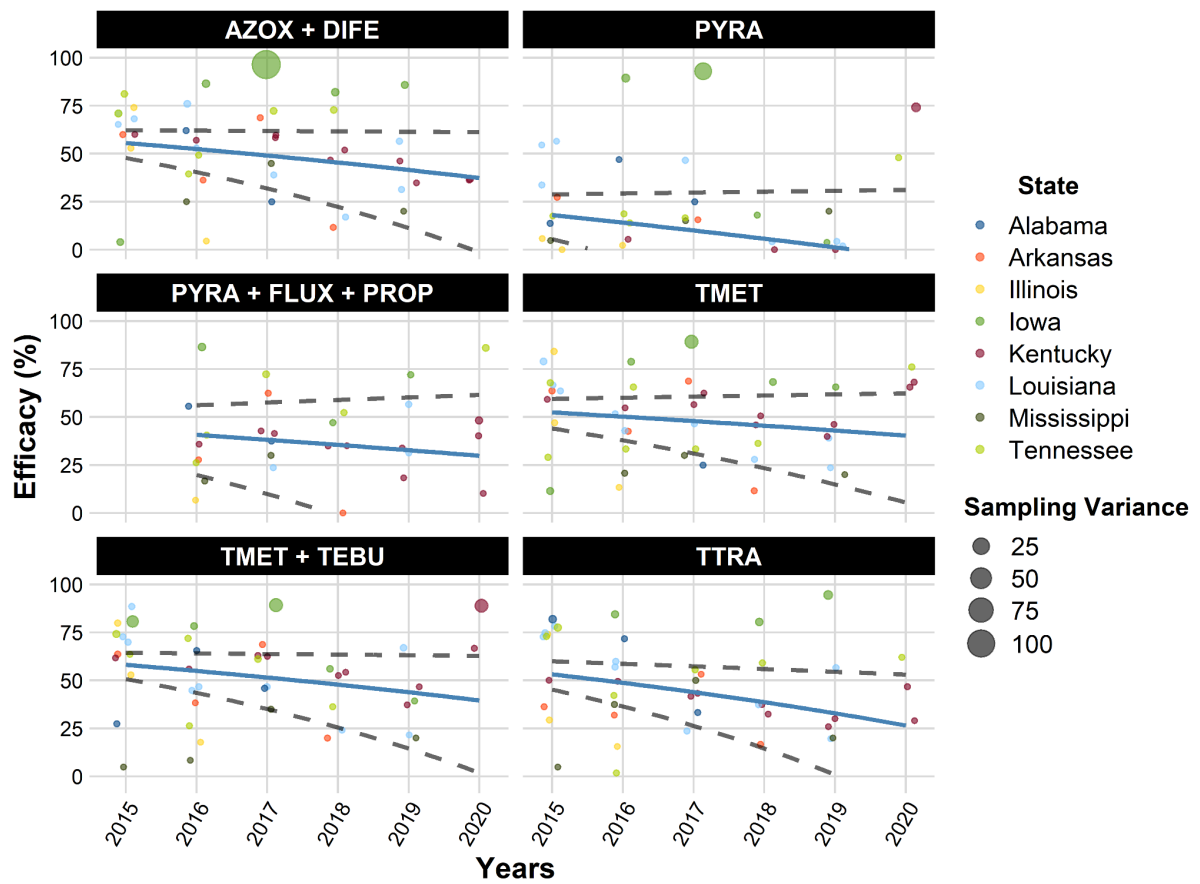 AZOX + DIFE
PYRA
100
75
50
25
0
PYRA + FLUX + PROP
TMET
100
75
50
25
0
TMET + TEBU
TTRA
100
75
50
25
0
2015
2016
2017
2018
2019
2020
2015
2016
2017
2018
2019
2020
Years
Efficacy (%)
State
Alabama
Arkansas
Illinois
Iowa
Kentucky
Louisiana
Mississippi
Tennessee
Sampling Variance
25
50
75
100